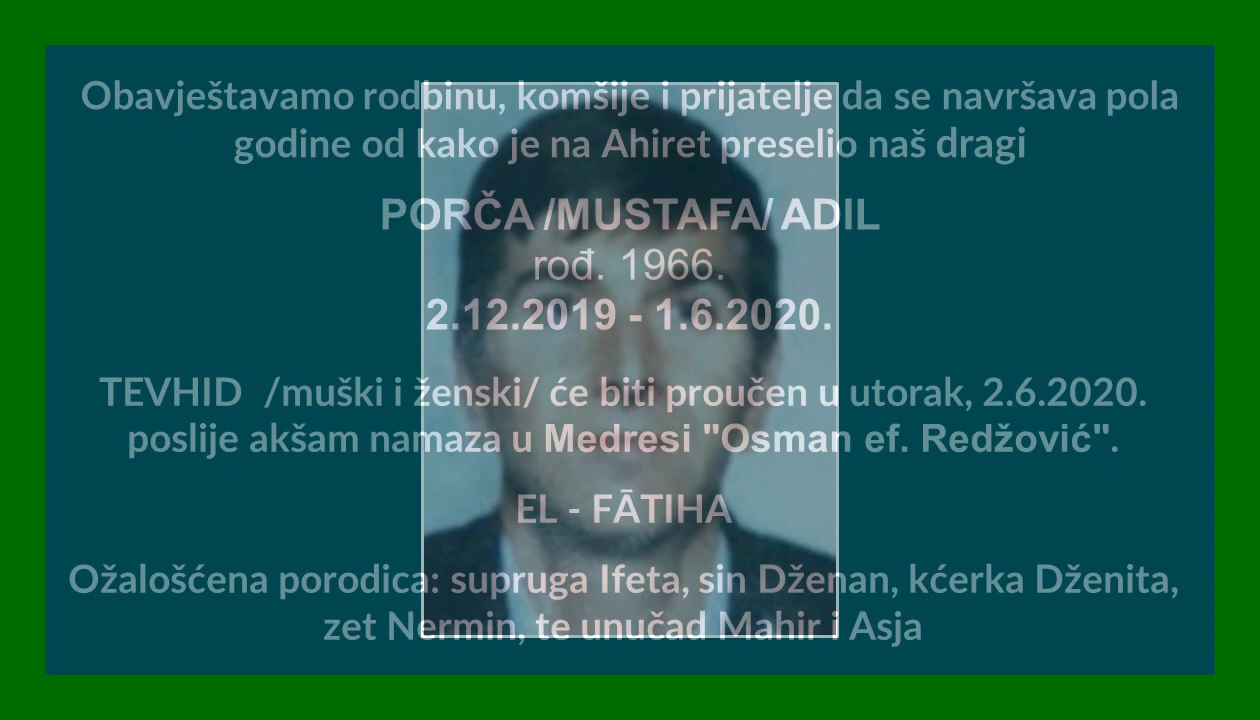 Obavještavamo rodbinu, komšije i prijatelje da se navršava pola
godine od kako je na Ahiret preselio naš dragi
PORČA /MUSTAFA/ ADIL
rođ. 1966.
2.12.2019 - 1.6.2020.
TEVHID /muški i ženski/ će biti proučen u utorak, 2.6.2020.
poslije akšam namaza u Medresi "Osman ef. Redžović".
EL - FĀTIHA
Ožalošćena porodica: supruga Ifeta, sin Dženan, kćerka Dženita,
zet Nermin, te unučad Mahir i Asja